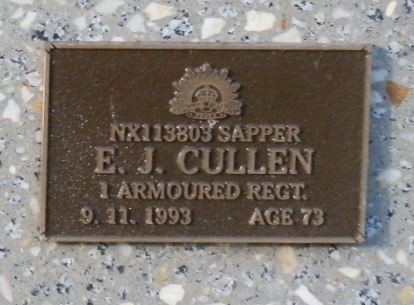 NX113803 SAPPER
E. J. CULLEN
1 ARMOURED REGT.
9. 11. 1993 AGE 73